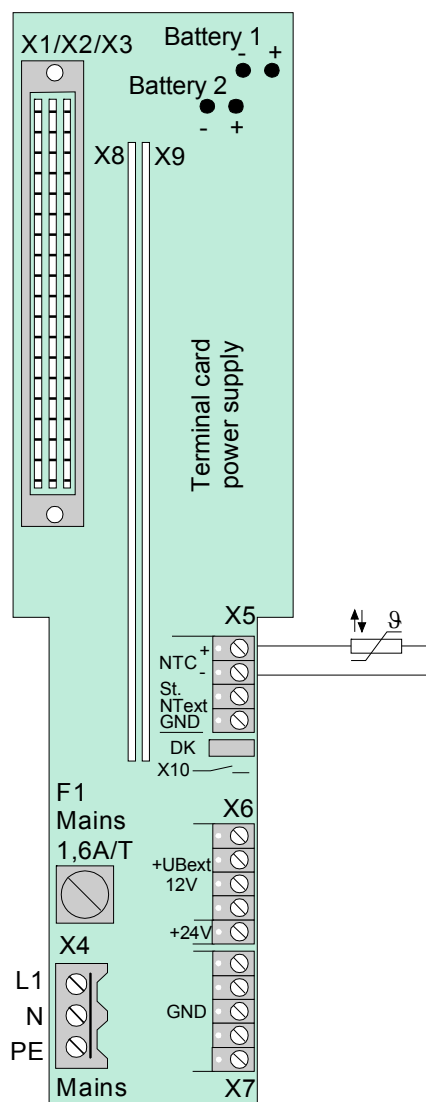 X1/X2/X3
Battery 1
- +
Battery 2
- +
X8 X9
Terminal card
power supply
X5
NTC + -
St.
NText
GND
DK
X10
ϑ
F1
Mains
1,6A/T
X6
+UBext
12V
+24V
X4
L1
N
PE
GND
Mains
X7